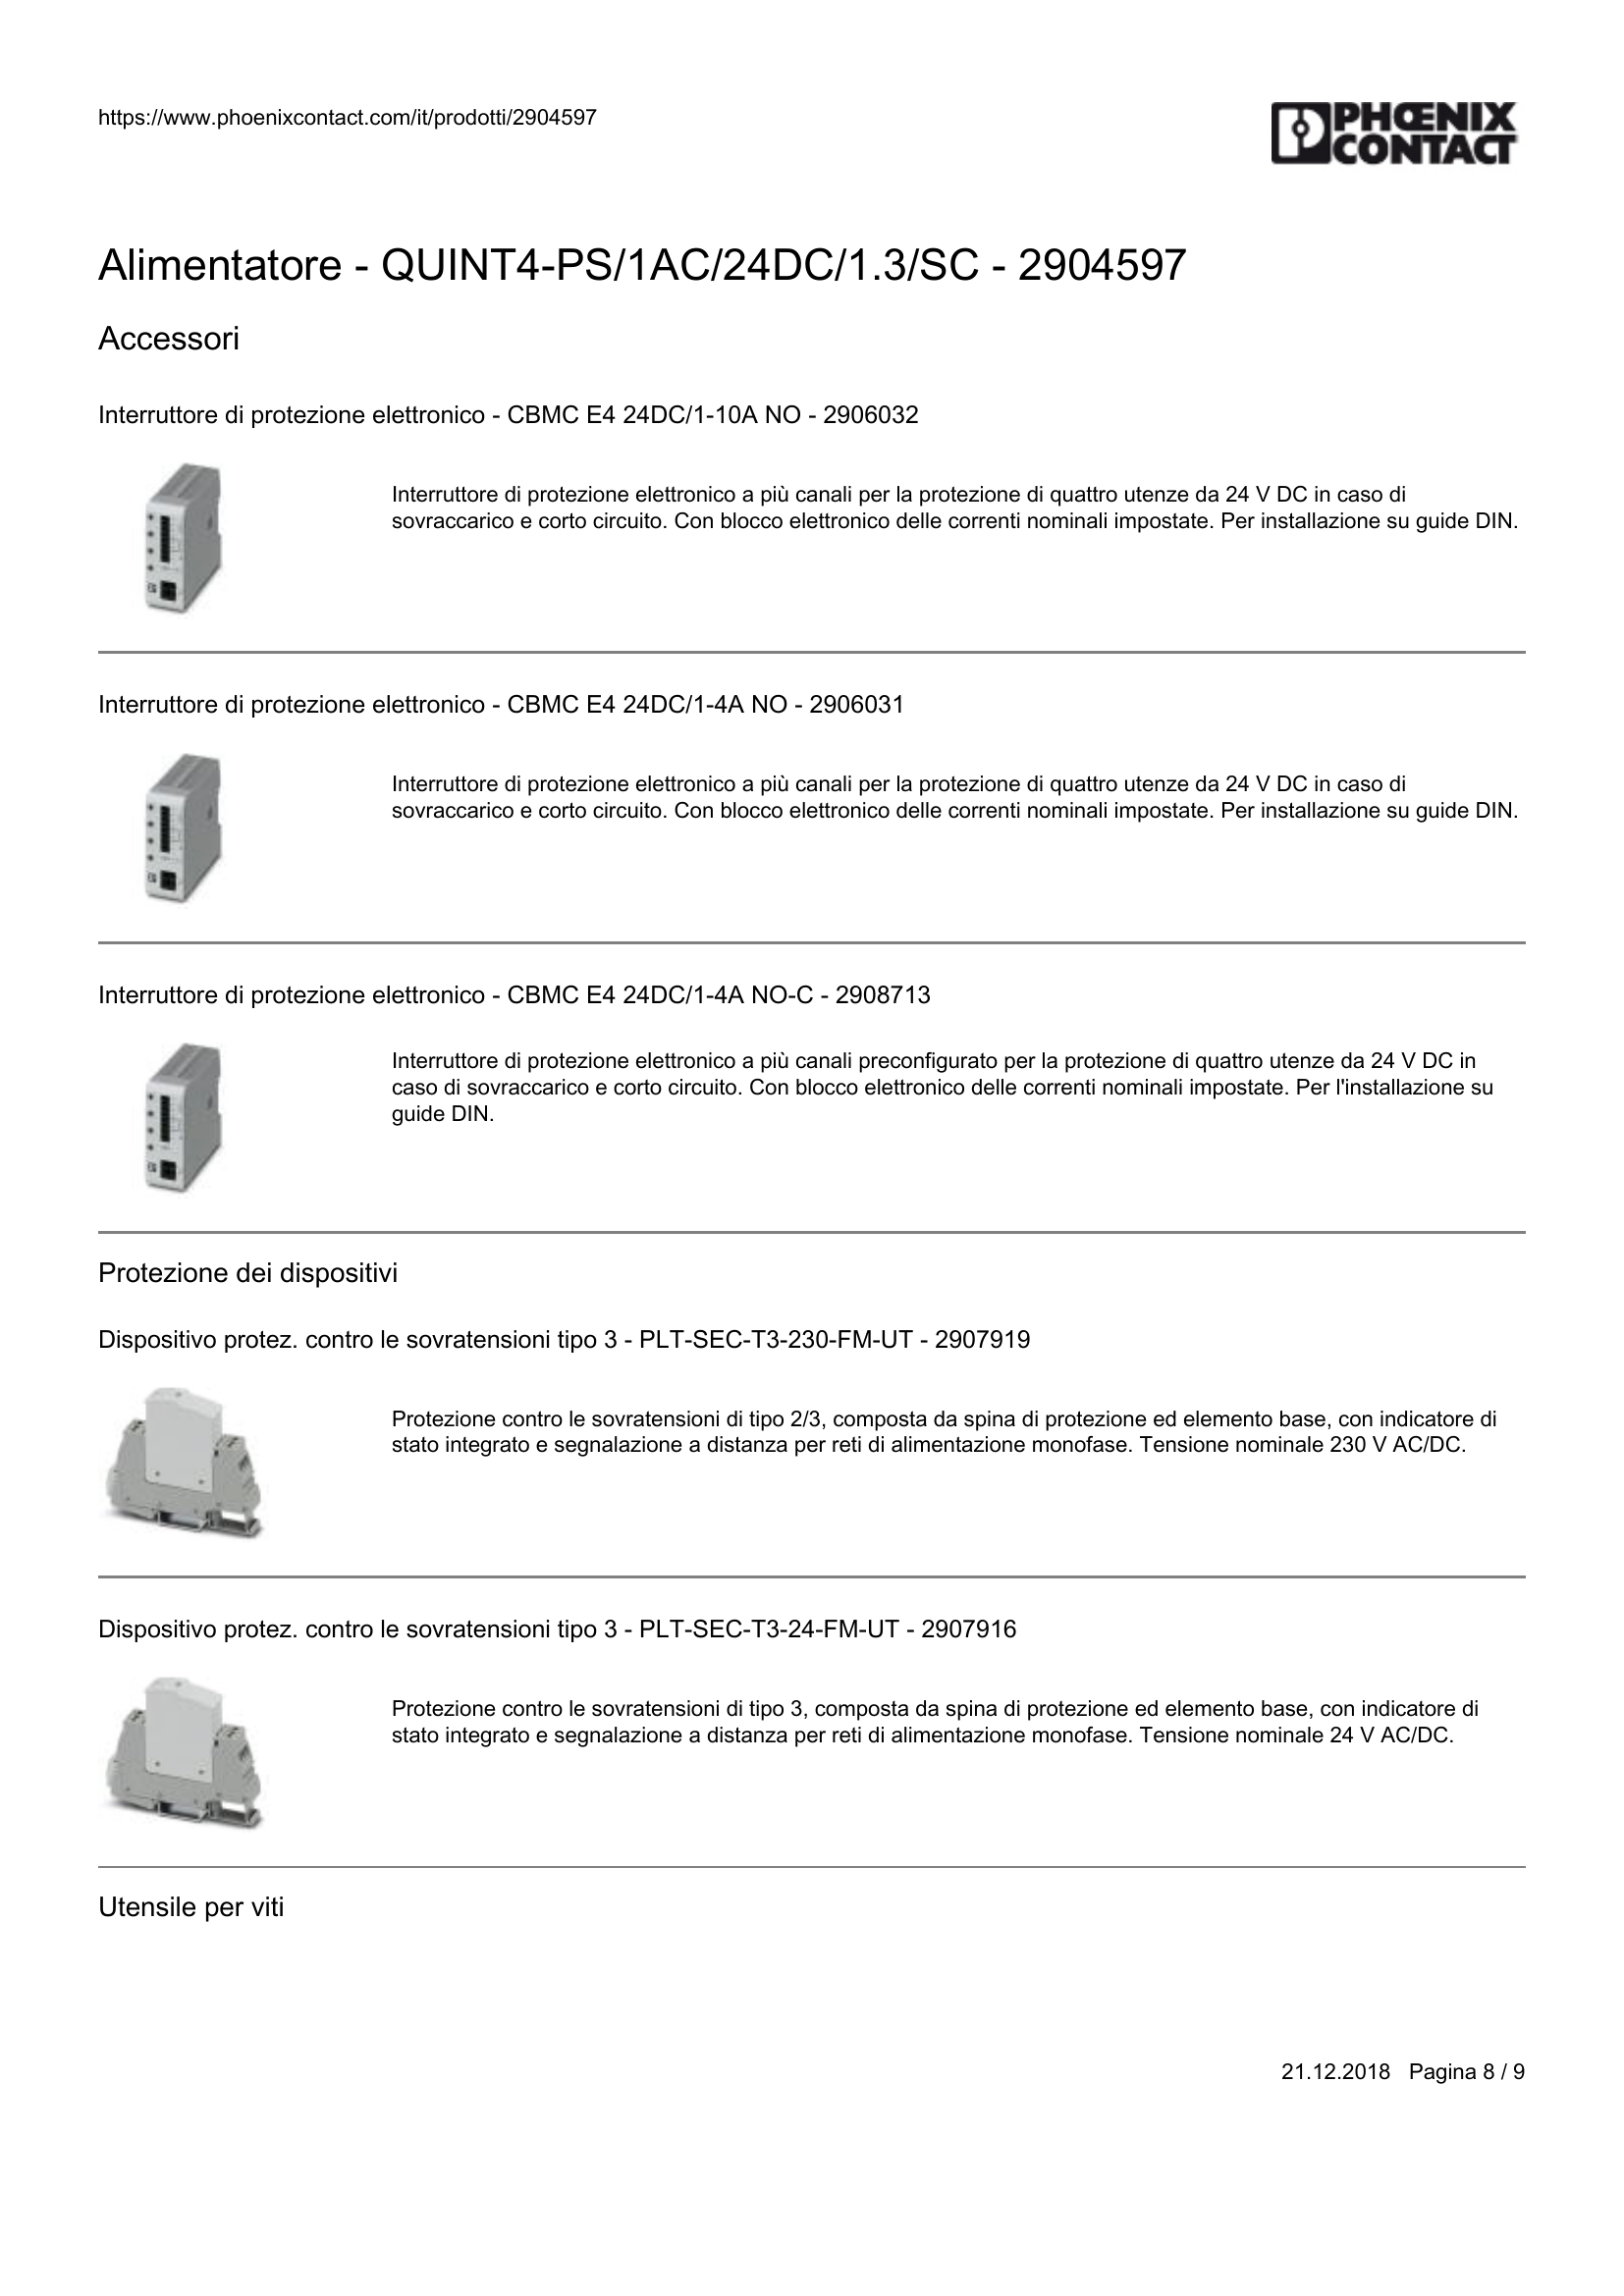 https://www.phoenixcontact.com/it/prodotti/2904597
PHŒNIX
CONTACT
Alimentatore - QUINT4-PS/1AC/24DC/1.3/SC - 2904597
Accessori
Interruttore di protezione elettronico - CBMC E4 24DC/1-10A NO - 2906032
Interruttore di protezione elettronico a più canali per la protezione di quattro utenze da 24 V DC in caso di
sovraccarico e corto circuito. Con blocco elettronico delle correnti nominali impostate. Per installazione su guide DIN.
Interruttore di protezione elettronico - CBMC E4 24DC/1-4A NO - 2906031
Interruttore di protezione elettronico a più canali per la protezione di quattro utenze da 24 V DC in caso di
sovraccarico e corto circuito. Con blocco elettronico delle correnti nominali impostate. Per installazione su guide DIN.
Interruttore di protezione elettronico - CBMC E4 24DC/1-4A NO-C - 2908713
Interruttore di protezione elettronico a più canali preconfigurato per la protezione di quattro utenze da 24 V DC in
caso di sovraccarico e corto circuito. Con blocco elettronico delle correnti nominali impostate. Per l'installazione su
guide DIN.
Protezione dei dispositivi
Dispositivo protez. contro le sovratensioni tipo 3 - PLT-SEC-T3-230-FM-UT - 2907919
Protezione contro le sovratensioni di tipo 2/3, composta da spina di protezione ed elemento base, con indicatore di
stato integrato e segnalazione a distanza per reti di alimentazione monofase. Tensione nominale 230 V AC/DC.
Dispositivo protez. contro le sovratensioni tipo 3 - PLT-SEC-T3-24-FM-UT - 2907916
Protezione contro le sovratensioni di tipo 3, composta da spina di protezione ed elemento base, con indicatore di
stato integrato e segnalazione a distanza per reti di alimentazione monofase. Tensione nominale 24 V AC/DC.
Utensile per viti
21.12.2018 Pagina 8 / 9